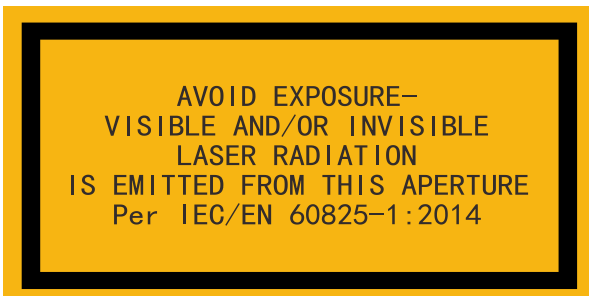 AVOID EXPOSURE—
VISIBLE AND/OR INVISIBLE
LASER RADIATION
IS EMITTED FROM THIS APERTURE
Per IEC/EN 60825-1:2014